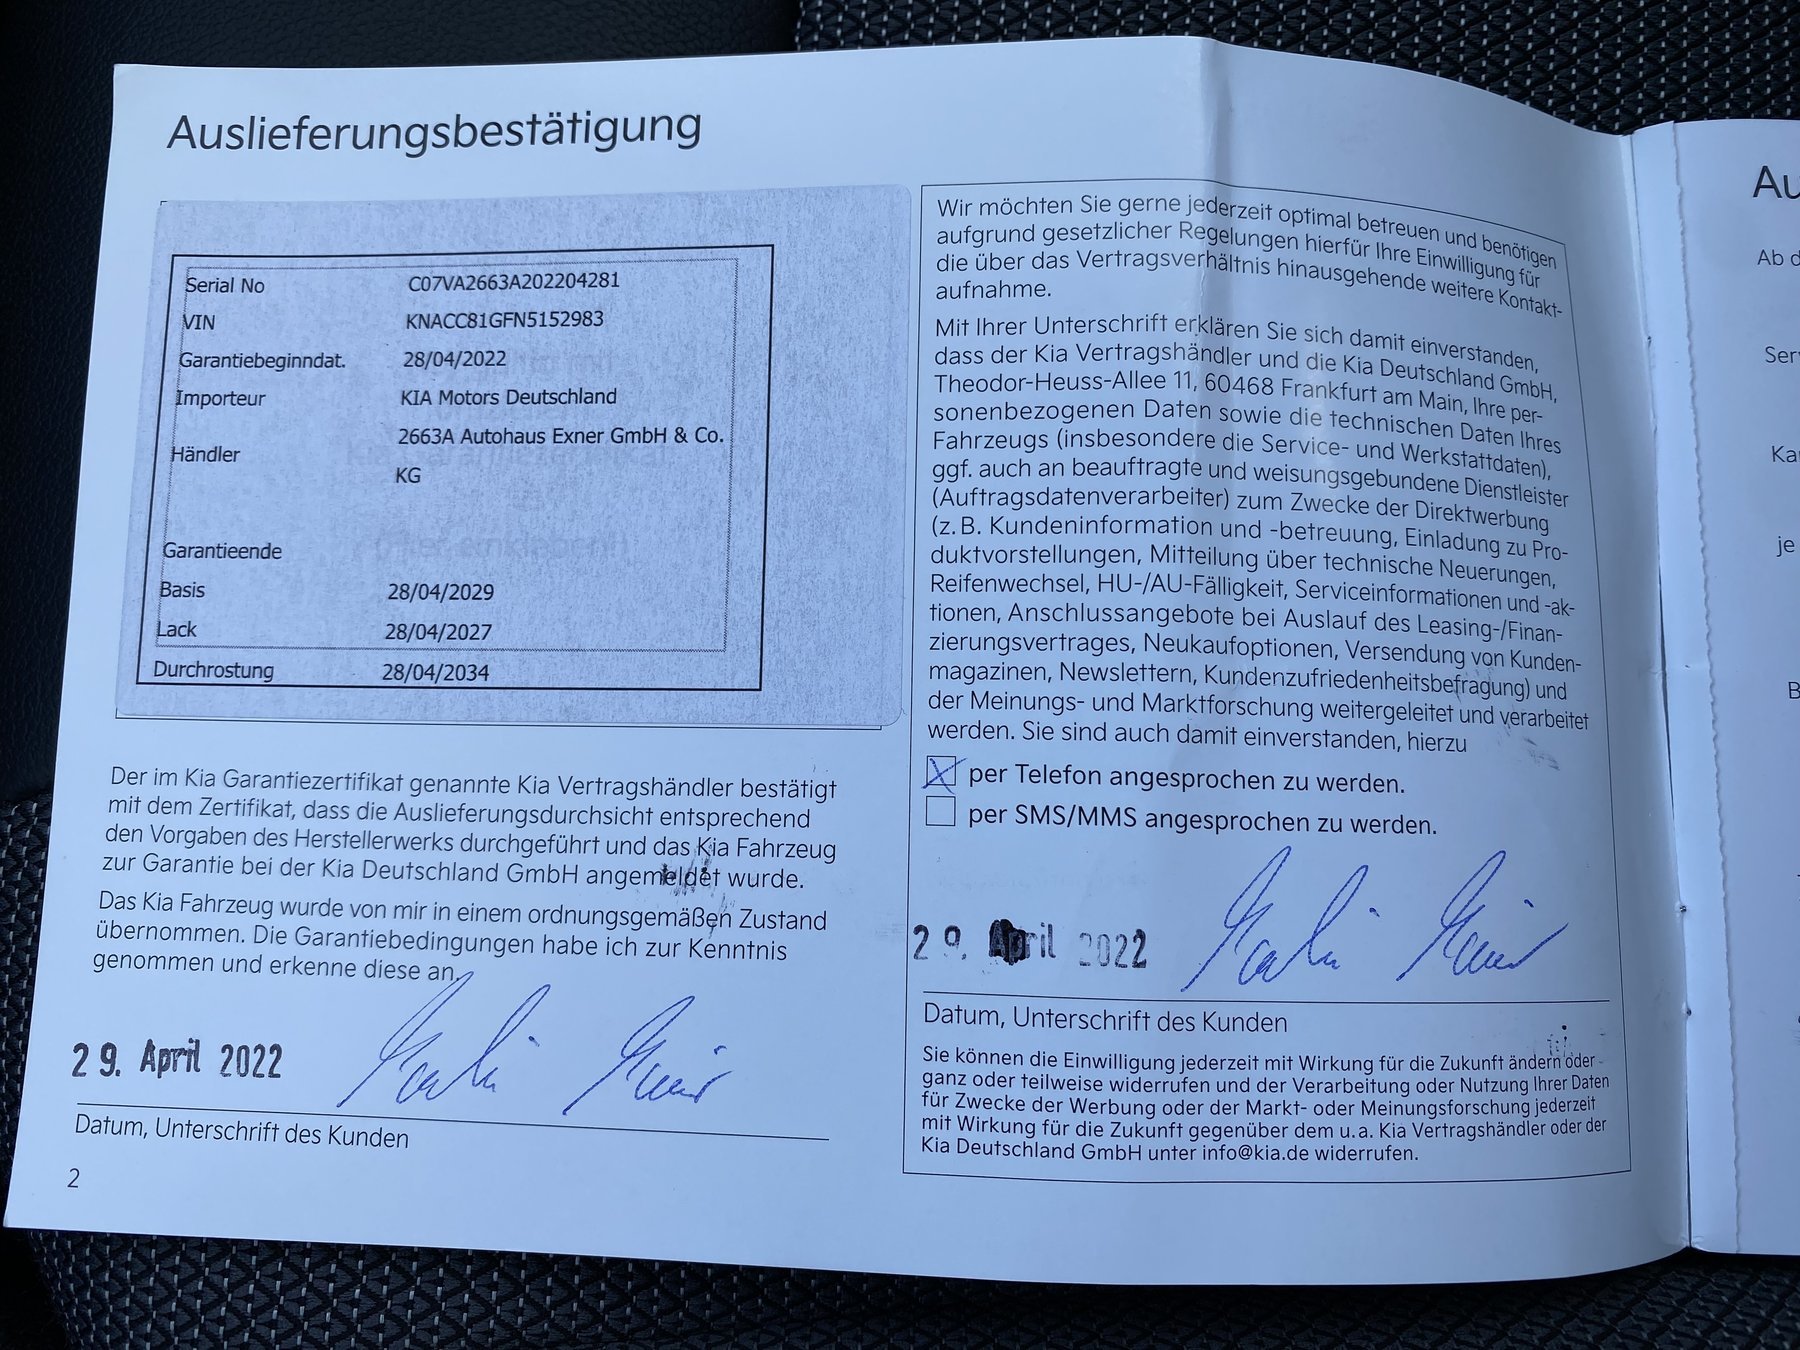 Auslieferungsbestätigung
Serial No C07VA2663A202204281
VIN KNACC81GFN5152983
Garantiebeginndat. 28/04/2022
Importeur KIA Motors Deutschland
Händler 2663A Autohaus Exner GmbH & Co.
KG
Garantieende
Basis 28/04/2029
Lack 28/04/2027
Durchrostung 28/04/2034
Der im Kia Garantiezertifikat genannte Kia Vertragshändler bestätigt
mit dem Zertifikat, dass die Auslieferungsdurchsicht entsprechend
den Vorgaben des Herstellerwerks durchgeführt und das Kia Fahrzeug
zur Garantie bei der Kia Deutschland GmbH angemeldet wurde.
Das Kia Fahrzeug wurde von mir in einem ordnungsgemäßen Zustand
übernommen. Die Garantiebedingungen habe ich zur Kenntnis
genommen und erkenne diese an.
29. April 2022
Datum, Unterschrift des Kunden
2
Wir möchten Sie gerne jederzeit optimal betreuen und benötigen
aufgrund gesetzlicher Regelungen hierfür Ihre Einwilligung für
die über das Vertragsverhältnis hinausgehende weitere Kontakt-
aufnahme.
Mit Ihrer Unterschrift erklären Sie sich damit einverstanden,
dass der Kia Vertragshändler und die Kia Deutschland GmbH,
Theodor-Heuss-Allee 11, 60468 Frankfurt am Main, Ihre per-
sonenbezogenen Daten sowie die technischen Daten Ihres
Fahrzeugs (insbesondere die Service- und Werkstattdaten),
ggf. auch an beauftragte und weisungsgebundene Dienstleister
(Auftragsdatenverarbeiter) zum Zwecke der Direktwerbung
(z. B. Kundeninformation und -betreuung, Einladung zu Pro-
duktvorstellungen, Mitteilung über technische Neuerungen,
Reifenwechsel, HU-/AU-Fälligkeit, Serviceinformationen und -ak-
tionen, Anschlussangebote bei Auslauf des Leasing-/Finan-
zierungsvertrages, Neukaufoptionen, Versendung von Kunden-
magazinen, Newslettern, Kundenzufriedenheitsbefragung) und
der Meinungs- und Marktforschung weitergeleitet und verarbeitet
werden. Sie sind auch damit einverstanden, hierzu
X per Telefon angesprochen zu werden.
per SMS/MMS angesprochen zu werden.
29. April 2022
Datum, Unterschrift des Kunden
Sie können die Einwilligung jederzeit mit Wirkung für die Zukunft ändern oder
ganz oder teilweise widerrufen und der Verarbeitung oder Nutzung Ihrer Daten
für Zwecke der Werbung oder der Markt- oder Meinungsforschung jederzeit
mit Wirkung für die Zukunft gegenüber dem u. a. Kia Vertragshändler oder der
Kia Deutschland GmbH unter info@kia.de widerrufen.
Au
Ab d
Ser
Ka
je
B